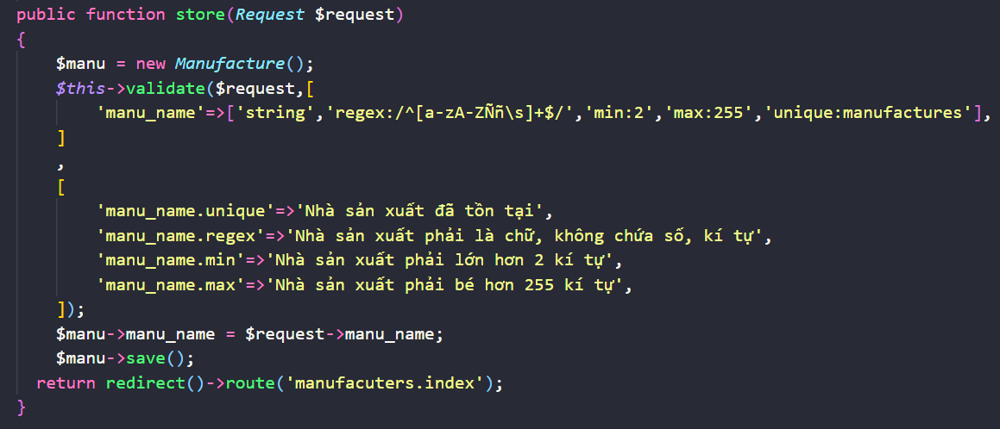 public function store(Request $request)
{
    $manu = new Manufacture();
    $this->validate($request,[
        'manu_name'=>['string','regex:/^[a-zA-ZÑñ\s]+$/','min:2','max:255','unique:manufactures'],
    ]
    ,
    [
        'manu_name.unique'=>'Nhà sản xuất đã tồn tại',
        'manu_name.regex'=>'Nhà sản xuất phải là chữ, không chứa số, kí tự',
        'manu_name.min'=>'Nhà sản xuất phải lớn hơn 2 kí tự',
        'manu_name.max'=>'Nhà sản xuất phải bé hơn 255 kí tự',
    ]);
    $manu->manu_name = $request->manu_name;
    $manu->save();
  return redirect()->route('manufacuters.index');
}